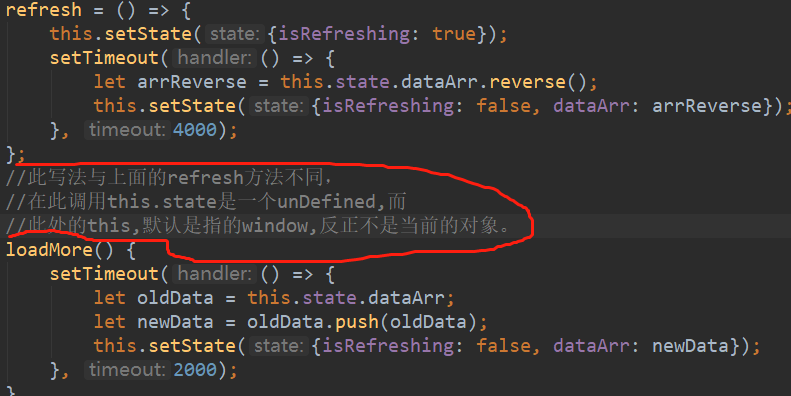 refresh = () => {
this.setState( state: {isRefreshing: true});
setTimeout( handler: () => {
let arrReverse = this.state.dataArr.reverse();
this.setState( state: {isRefreshing: false, dataArr: arrReverse});
}, timeout: 4000);
};
//此写法与上面的refresh方法不同,
//在此调用this.state是一个unDefined,而
//此处的this,默认是指的window,反正不是当前的对象。
loadMore() {
setTimeout( handler: () => {
let oldData = this.state.dataArr;
let newData = oldData.push(oldData);
this.setState( state: {isRefreshing: false, dataArr: newData});
}, timeout: 2000);
}